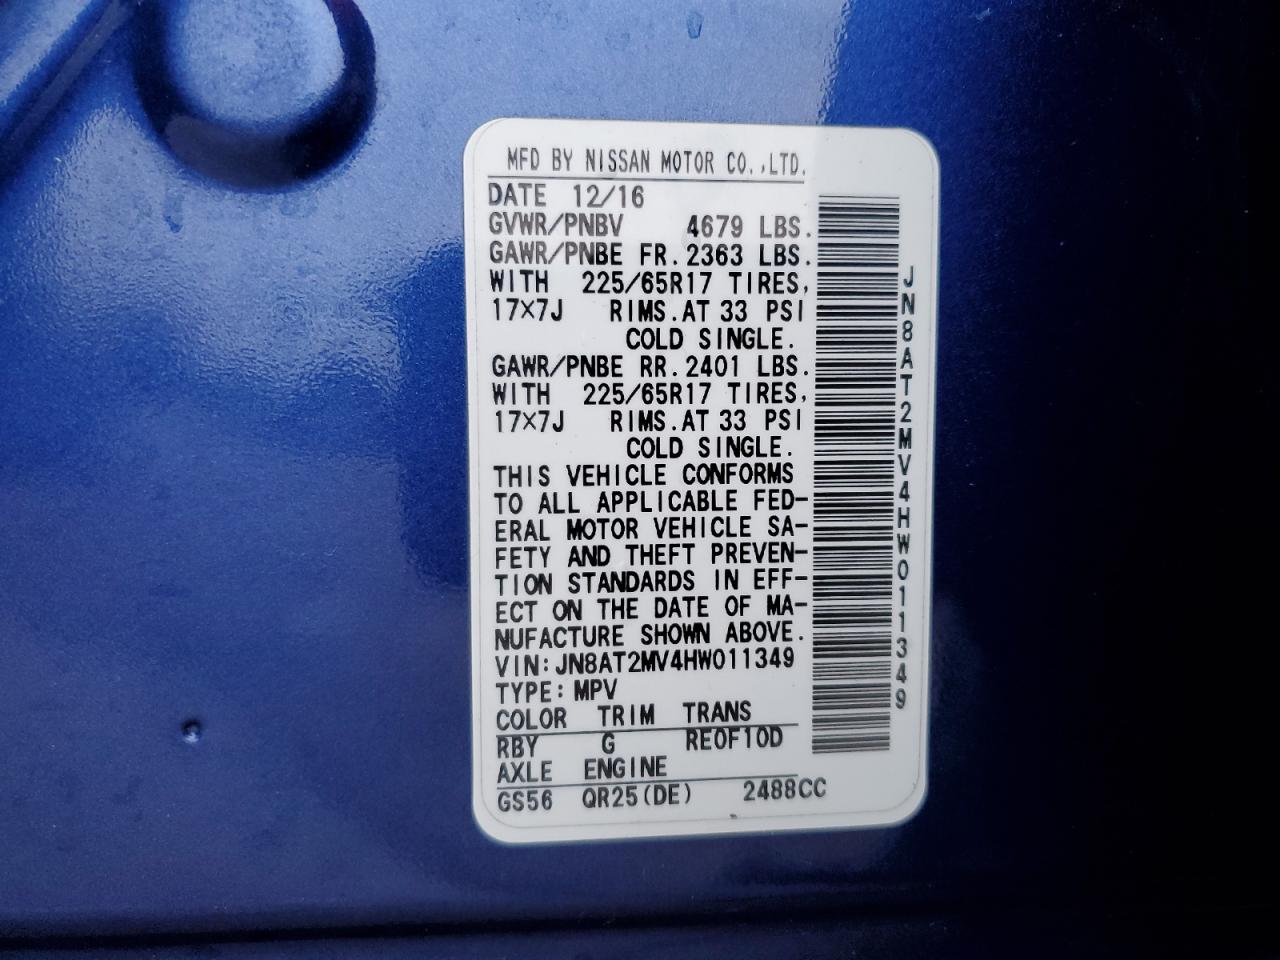 MFD BY NISSAN MOTOR CO.,LTD.
DATE 12/16
GVWR/PNBV 4679 LBS.
GAWR/PNBE FR.2363 LBS.
WITH 225/65R17 TIRES,
17×7J RIMS.AT 33 PSI
COLD SINGLE.
GAWR/PNBE RR.2401 LBS.
WITH 225/65R17 TIRES,
17×7J RIMS.AT 33 PSI
COLD SINGLE.
THIS VEHICLE CONFORMS
TO ALL APPLICABLE FED-
ERAL MOTOR VEHICLE SA-
FETY AND THEFT PREVEN-
TION STANDARDS IN EFF-
ECT ON THE DATE OF MA-
NUFACTURE SHOWN ABOVE.
VIN:JN8AT2MV4HW011349
TYPE:MPV
COLOR TRIM TRANS
RBY G RE0F10D
AXLE ENGINE
GS56 QR25(DE) 2488CC
JN8AT2MV4HW011349